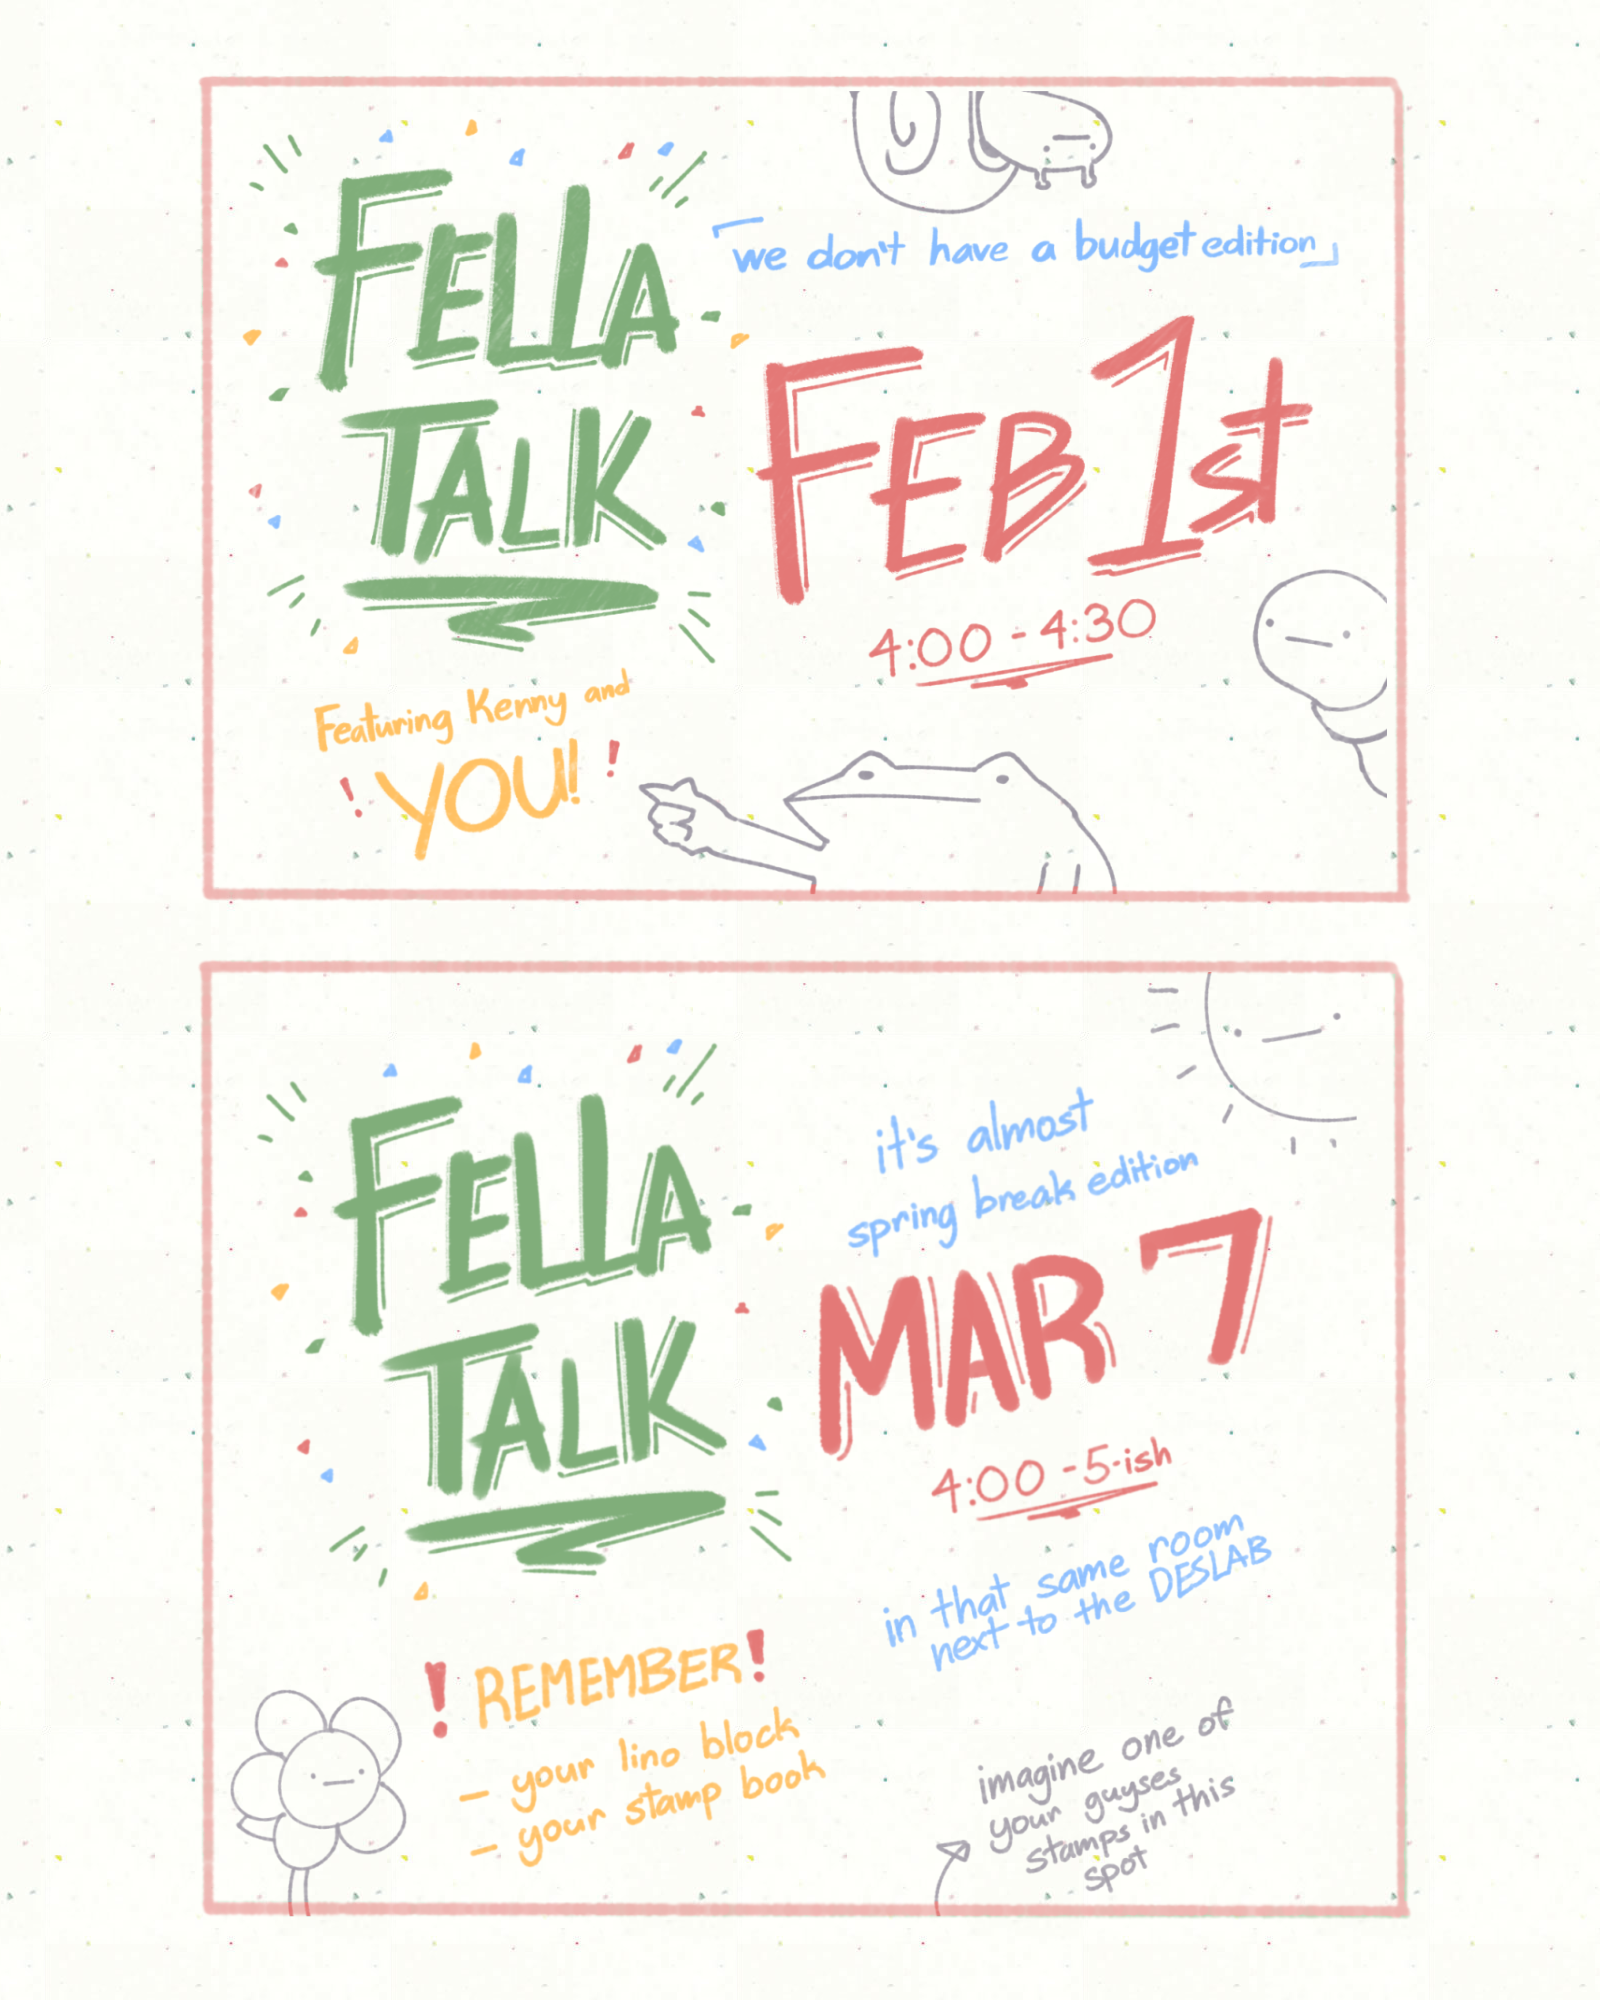 FELLA
TALK
「we don't have a budget edition」
FEB 1st
4:00 - 4:30
Featuring Kenny and
! YOU! !
FELLA
TALK
it's almost
spring break edition
MAR 7
4:00 - 5-ish
in that same room
next to the DESLAB
! REMEMBER !
- your lino block
- your stamp book
imagine one of
your guyses
stamps in this
spot